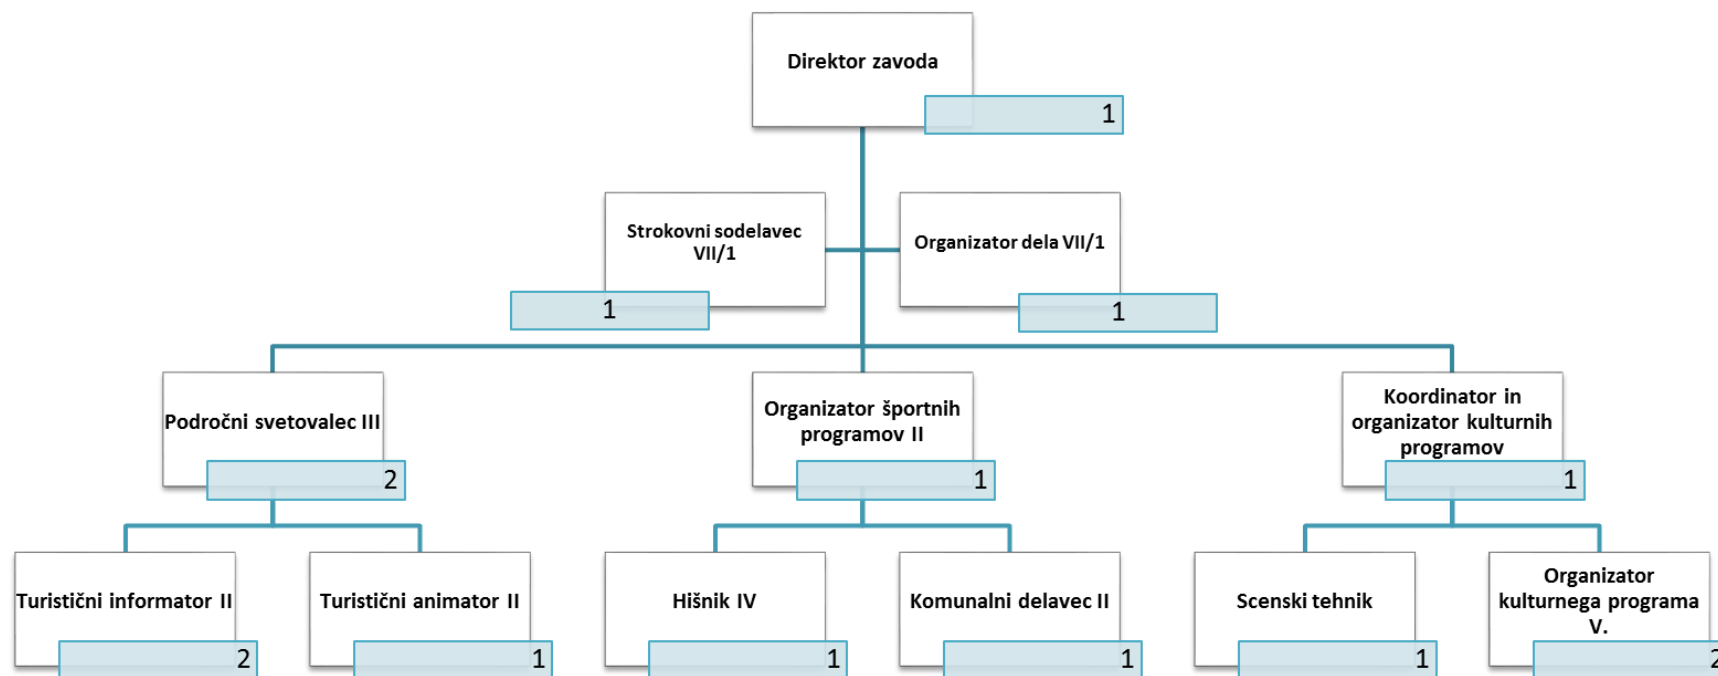 Direktor zavoda
1
Strokovni sodelavec
VII/1
1
Organizator dela VII/1
1
Področni svetovalec III
2
Organizator športnih
programov II
1
Koordinator in
organizator kulturnih
programov
1
Turistični informator II
2
Turistični animator II
1
Hišnik IV
1
Komunalni delavec II
1
Scenski tehnik
1
Organizator
kulturnega programa
V.
2